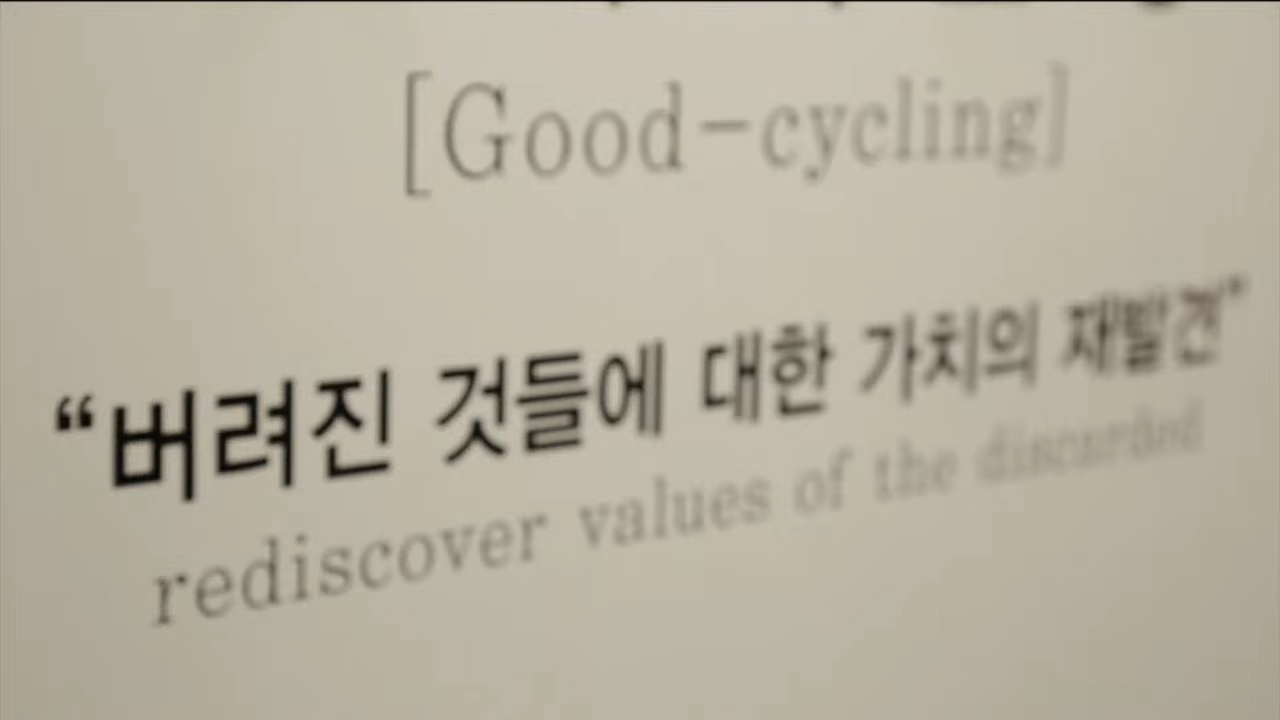 [Good-cycling]
“버려진 것들에 대한 가치의 재발견”
rediscover values of the discarded